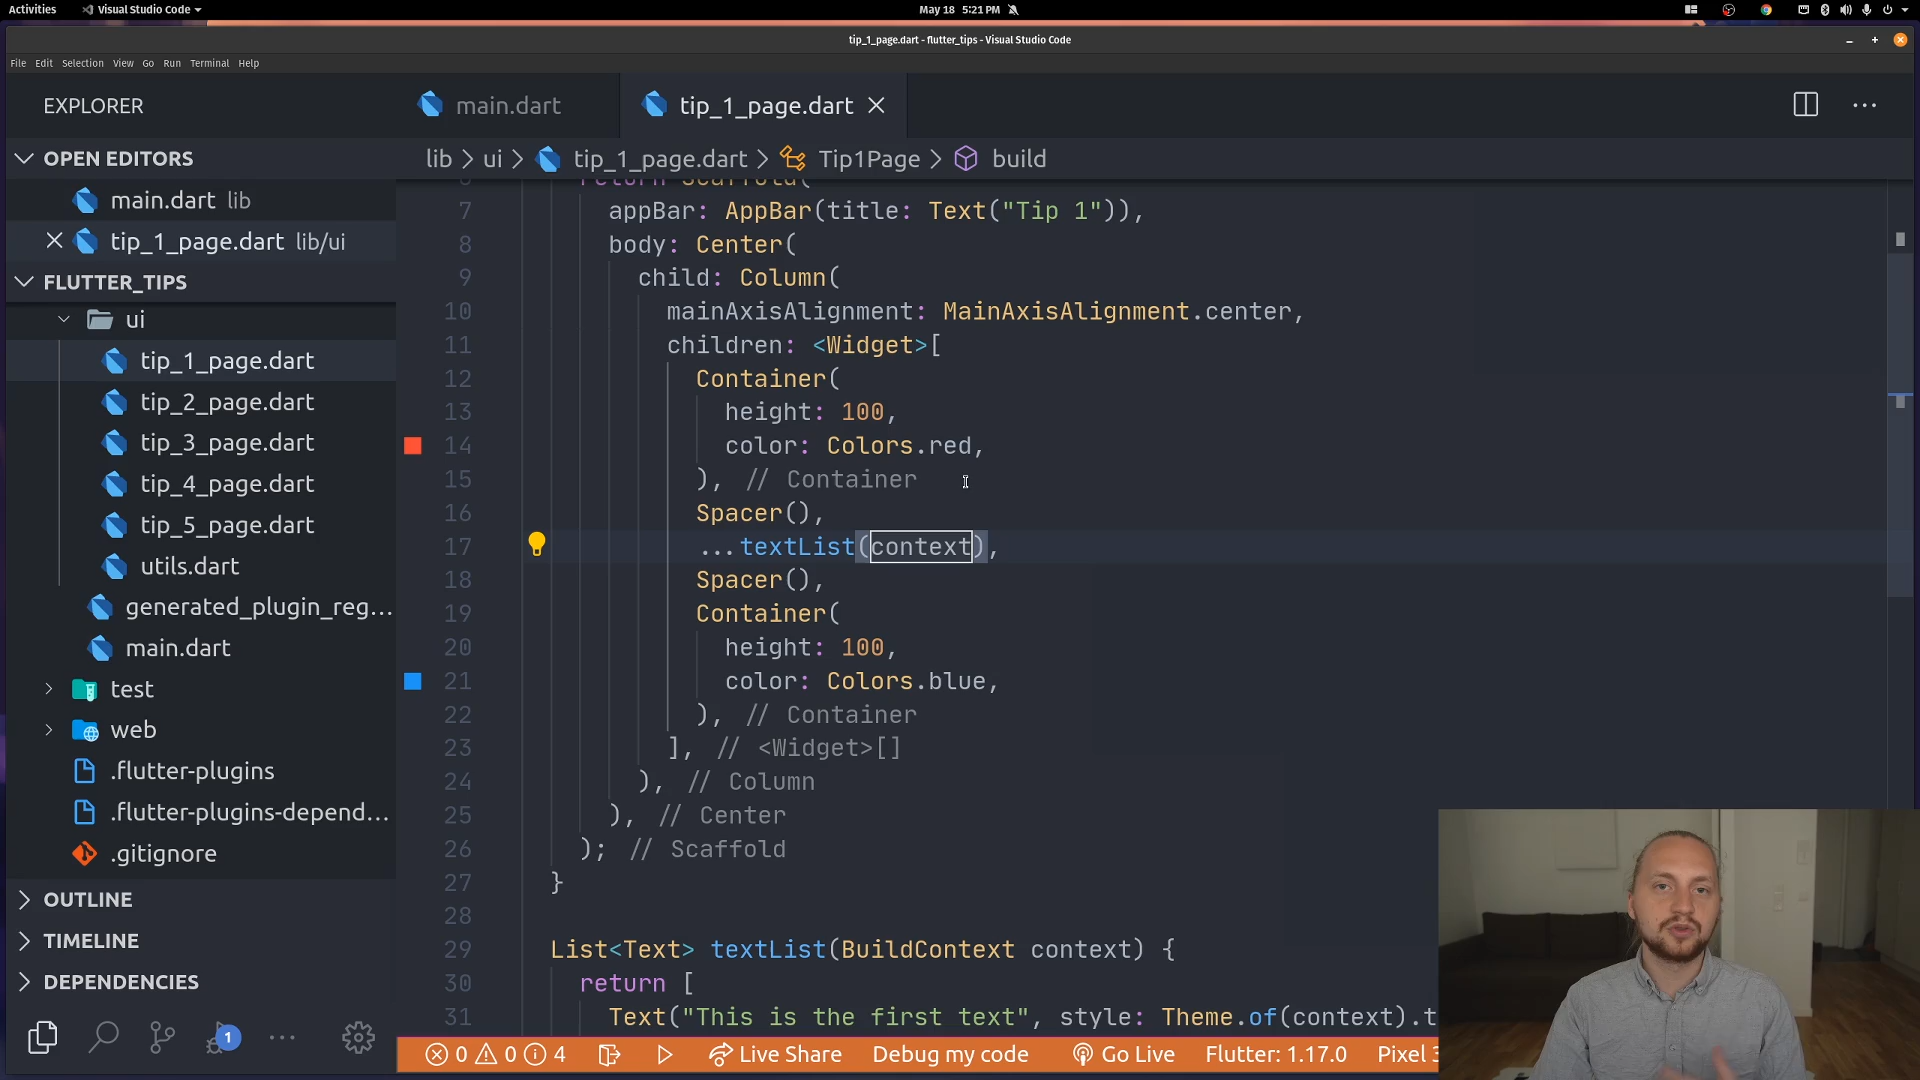 Activities
Visual Studio Code
May 18 5:21 PM
tip_1_page.dart - flutter_tips - Visual Studio Code
File Edit Selection View Go Run Terminal Help
EXPLORER
main.dart
tip_1_page.dart
OPEN EDITORS
lib > ui > tip_1_page.dart > Tip1Page > build
main.dart lib
tip_1_page.dart lib/ui
FLUTTER_TIPS
ui
tip_1_page.dart
tip_2_page.dart
tip_3_page.dart
tip_4_page.dart
tip_5_page.dart
utils.dart
generated_plugin_reg...
main.dart
test
web
.flutter-plugins
.flutter-plugins-depend...
.gitignore
OUTLINE
TIMELINE
DEPENDENCIES
1
return Scaffold(
7 appBar: AppBar(title: Text("Tip 1")),
8 body: Center(
9 child: Column(
10 mainAxisAlignment: MainAxisAlignment.center,
11 children: <Widget>[
12 Container(
13 height: 100,
14 color: Colors.red,
15 ), // Container
16 Spacer(),
17 ...textList(context),
18 Spacer(),
19 Container(
20 height: 100,
21 color: Colors.blue,
22 ), // Container
23 ], // <Widget>[]
24 ), // Column
25 ), // Center
26 ); // Scaffold
27 }
28
29 List<Text> textList(BuildContext context) {
30 return [
31 Text("This is the first text", style: Theme.of(context).t
0 0 4 Live Share Debug my code Go Live Flutter: 1.17.0 Pixel 3